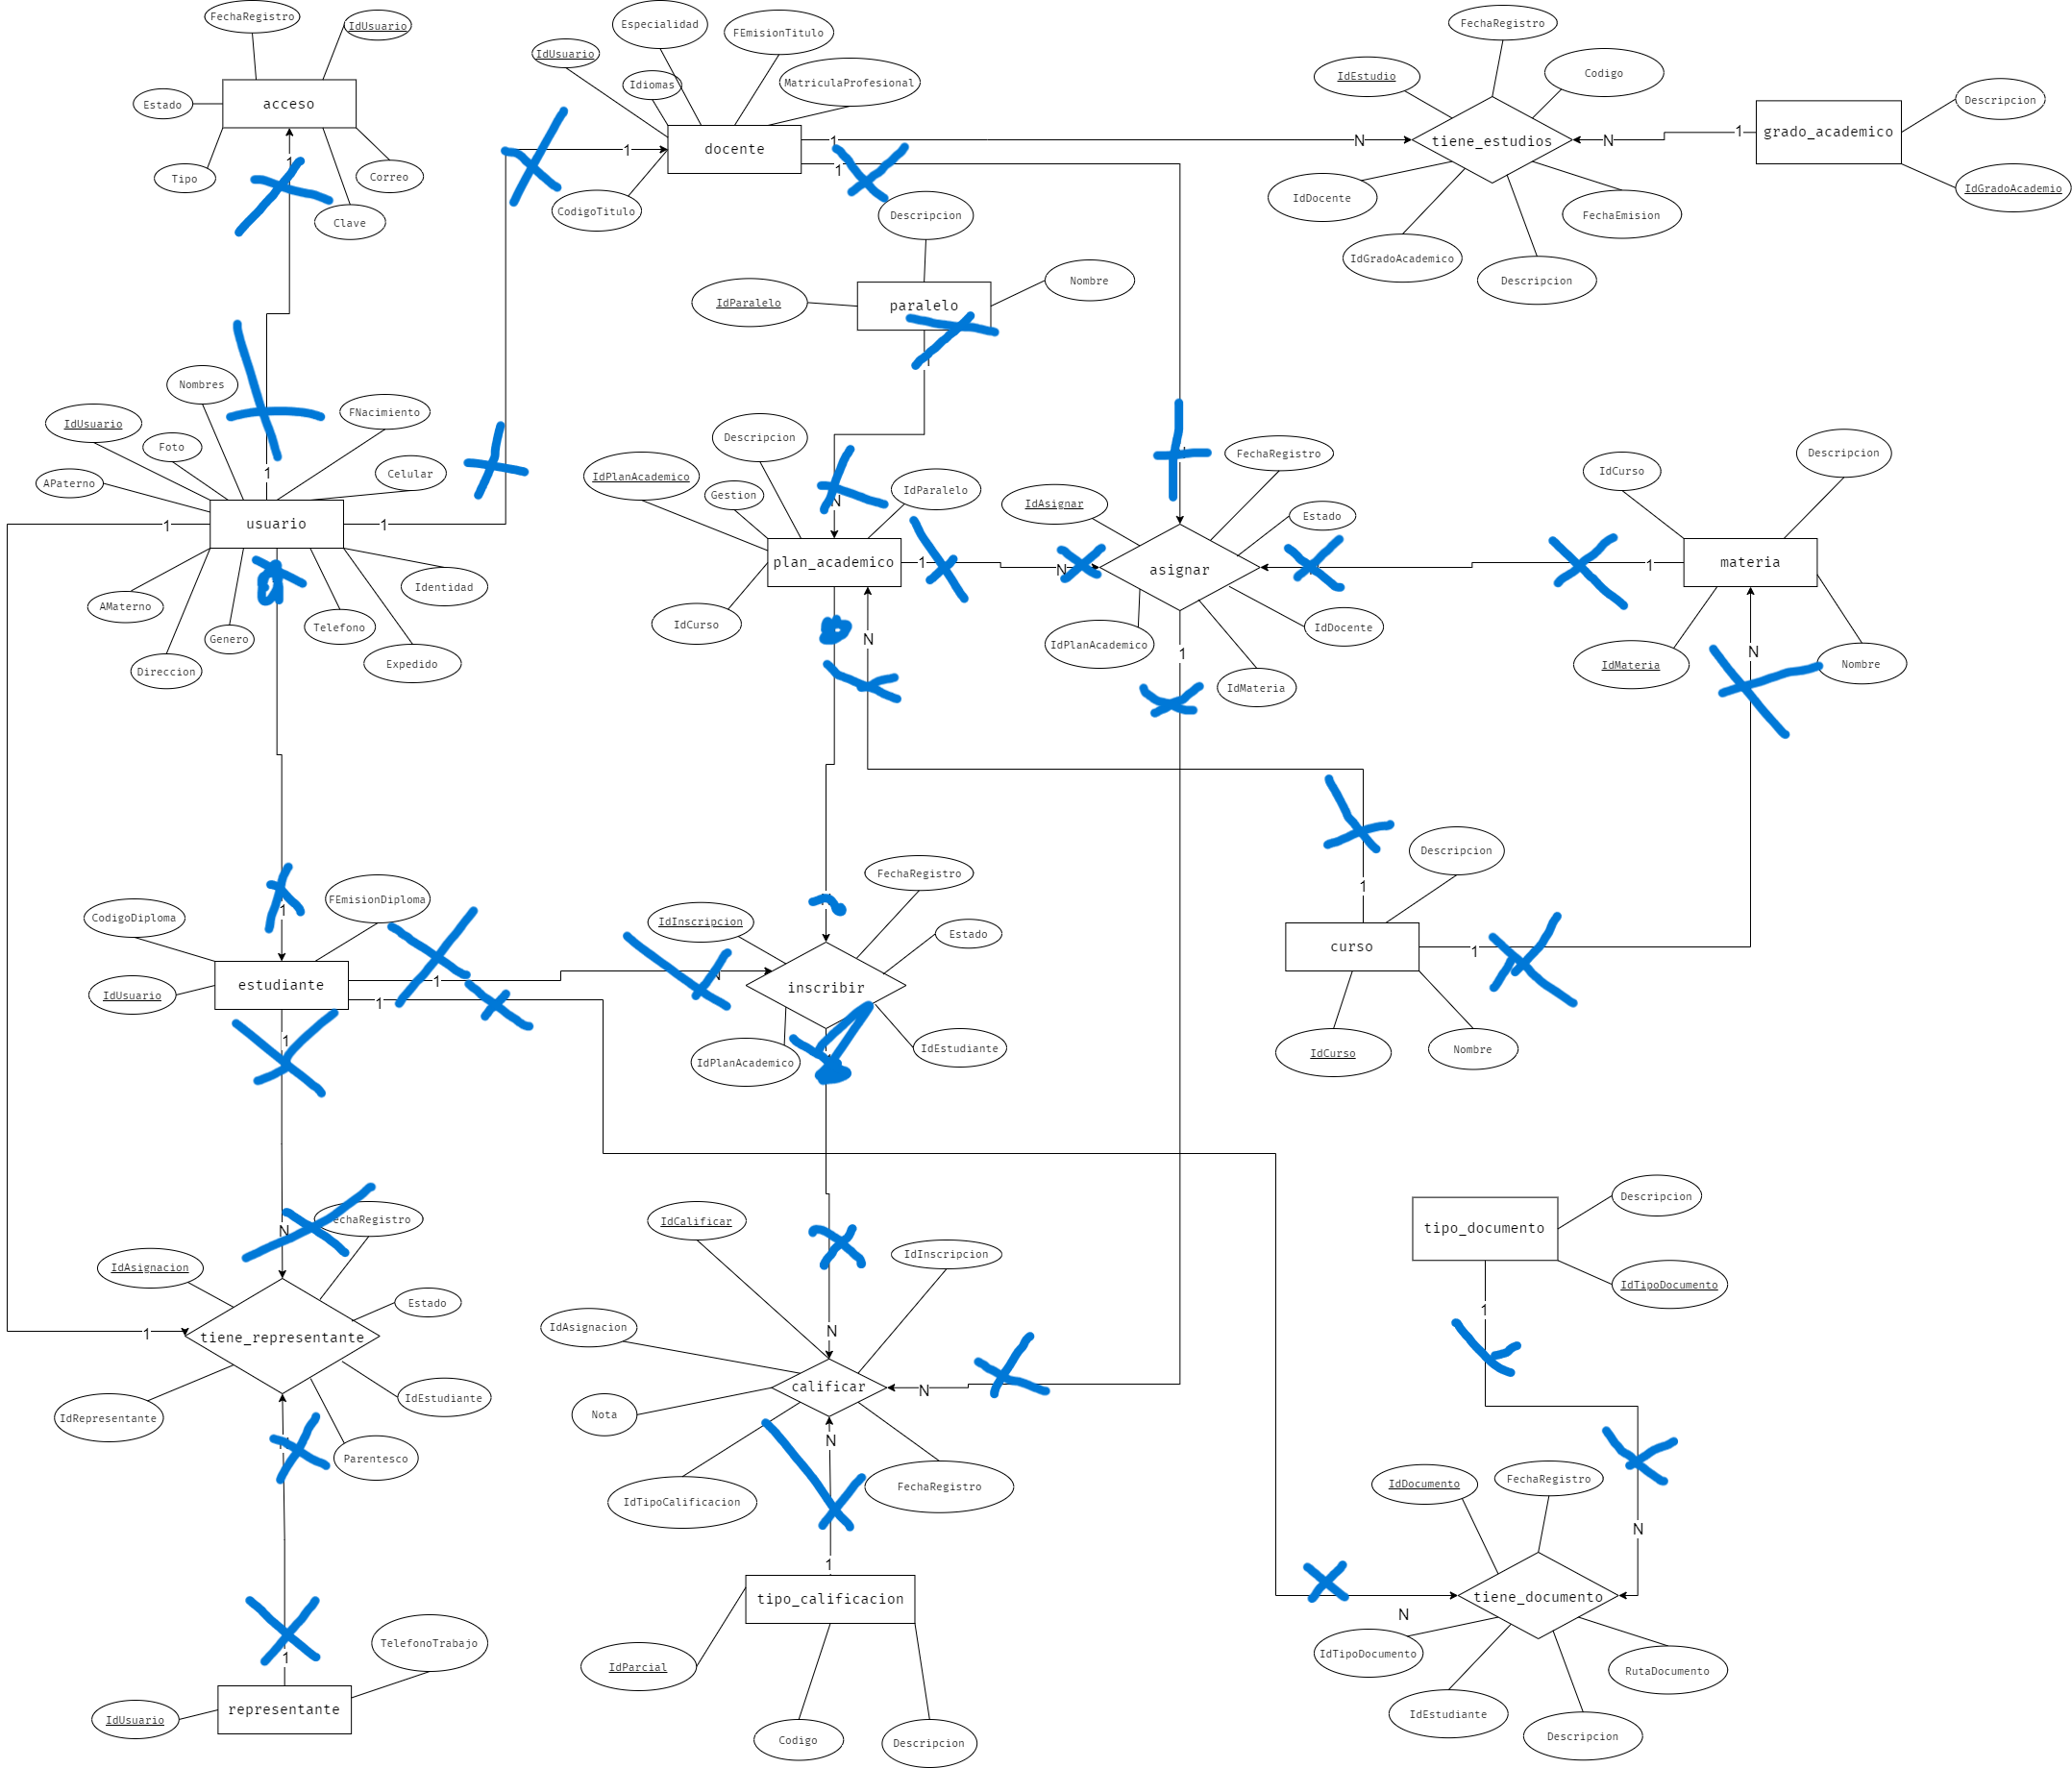 FechaRegistro
IdUsuario
Estado
acceso
Tipo
Clave
Correo
1
IdUsuario
Especialidad
Idiomas
FEmisionTitulo
MatriculaProfesional
1
docente
CodigoTitulo
1
1
N
FechaRegistro
IdEstudio
Codigo
tiene_estudios
IdDocente
IdGradoAcademico
Descripcion
FechaEmision
N
1
grado_academico
Descripcion
IdGradoAcademio
Descripcion
IdParalelo
paralelo
Nombre
Nombres
IdUsuario
Foto
FNacimiento
Celular
APaterno
1
1
usuario
1
AMaterno
Direccion
Genero
Telefono
Identidad
Expedido
Descripcion
IdPlanAcademico
Gestion
IdParalelo
N
plan_academico
1
N
IdCurso
N
FechaRegistro
IdAsignar
Estado
asignar
IdPlanAcademico
IdDocente
IdMateria
1
IdCurso
Descripcion
1
materia
IdMateria
Nombre
N
1
CodigoDiploma
FEmisionDiploma
IdUsuario
estudiante
1
1
1
N
FechaRegistro
IdInscripcion
Estado
N
inscribir
IdPlanAcademico
IdEstudiante
1
Descripcion
curso
1
IdCurso
Nombre
N
IdAsignacion
echaRegistro
Estado
1
tiene_representante
IdRepresentante
IdEstudiante
Parentesco
1
TelefonoTrabajo
IdUsuario
representante
IdCalificar
IdInscripcion
IdAsignacion
N
calificar
N
Nota
N
IdTipoCalificacion
FechaRegistro
1
tipo_calificacion
IdParcial
Codigo
Descripcion
Descripcion
tipo_documento
IdTipoDocumento
1
IdDocumento
FechaRegistro
N
tiene_documento
N
IdTipoDocumento
IdEstudiante
Descripcion
RutaDocumento